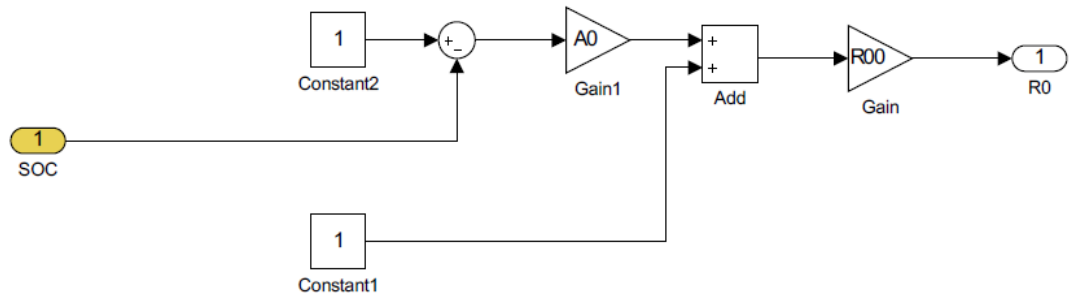 1
Constant2
+
−
A0
Gain1
+
+
Add
R00
Gain
1
R0
1
SOC
1
Constant1